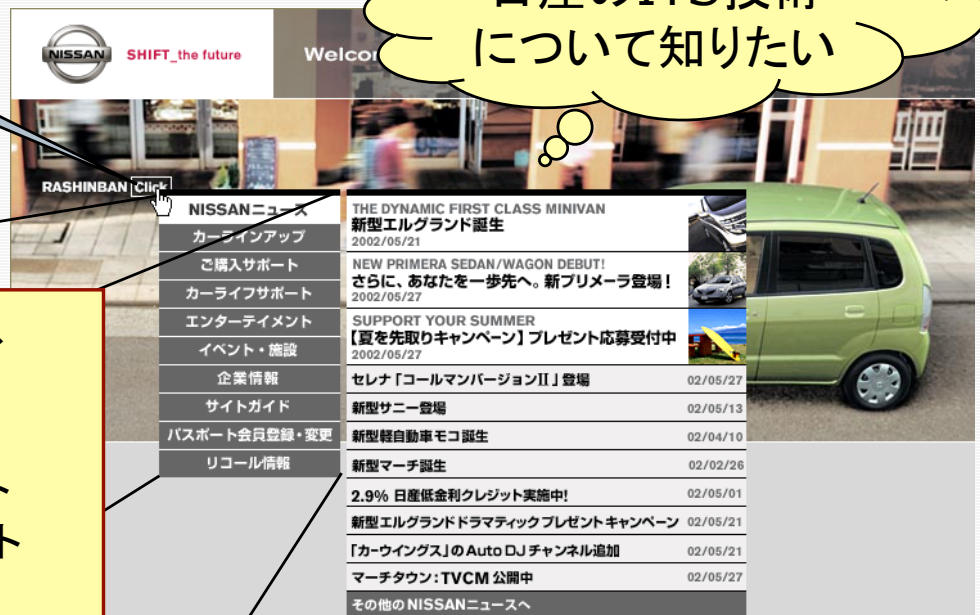 日産のITS技術
について知りたい
NISSAN
SHIFT_the future
Welcom
RASHINBAN Click
NISSANニュース
カーラインアップ
ご購入サポート
カーライフサポート
エンターテイメント
イベント・施設
企業情報
サイトガイド
パスポート会員登録・変更
リコール情報
THE DYNAMIC FIRST CLASS MINIVAN
新型エルグランド誕生
2002/05/21
NEW PRIMERA SEDAN/WAGON DEBUT!
さらに、あなたを一歩先へ。新プリメーラ登場!
2002/05/27
SUPPORT YOUR SUMMER
【夏を先取りキャンペーン】プレゼント応募受付中
2002/05/27
セレナ「コールマンバージョンII」登場 02/05/27
新型サニー登場 02/05/13
新型軽自動車モコ誕生 02/04/10
新型マーチ誕生 02/02/26
2.9% 日産低金利クレジット実施中! 02/05/01
新型エルグランドドラマティックプレゼントキャンペーン 02/05/21
「カーウイングス」のAuto DJチャンネル追加 02/05/21
マーチタウン:TVCM 公開中 02/05/27
その他のNISSANニュースへ
ト
ト